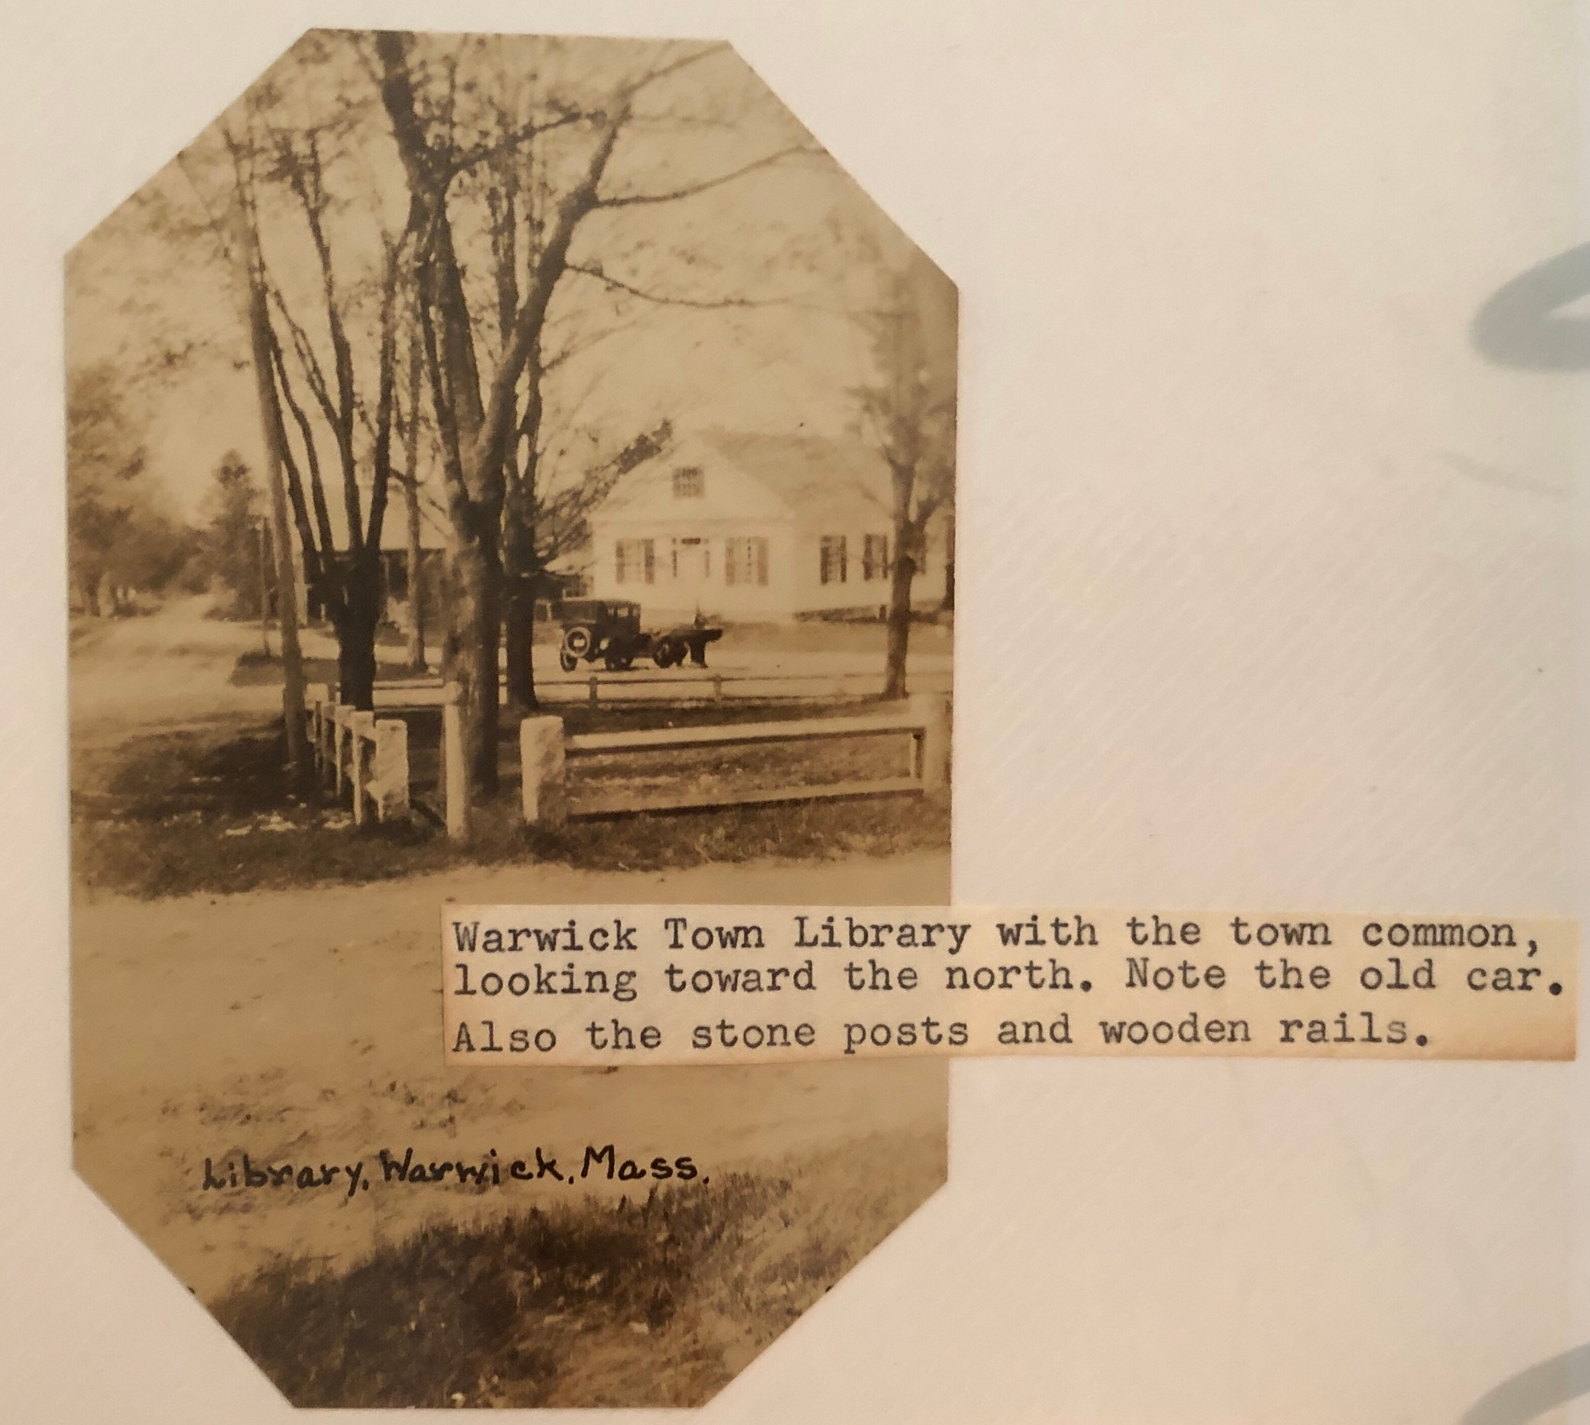 Warwick Town Library with the town common,
looking toward the north. Note the old car.
Also the stone posts and wooden rails.
Library, Warwick, Mass.